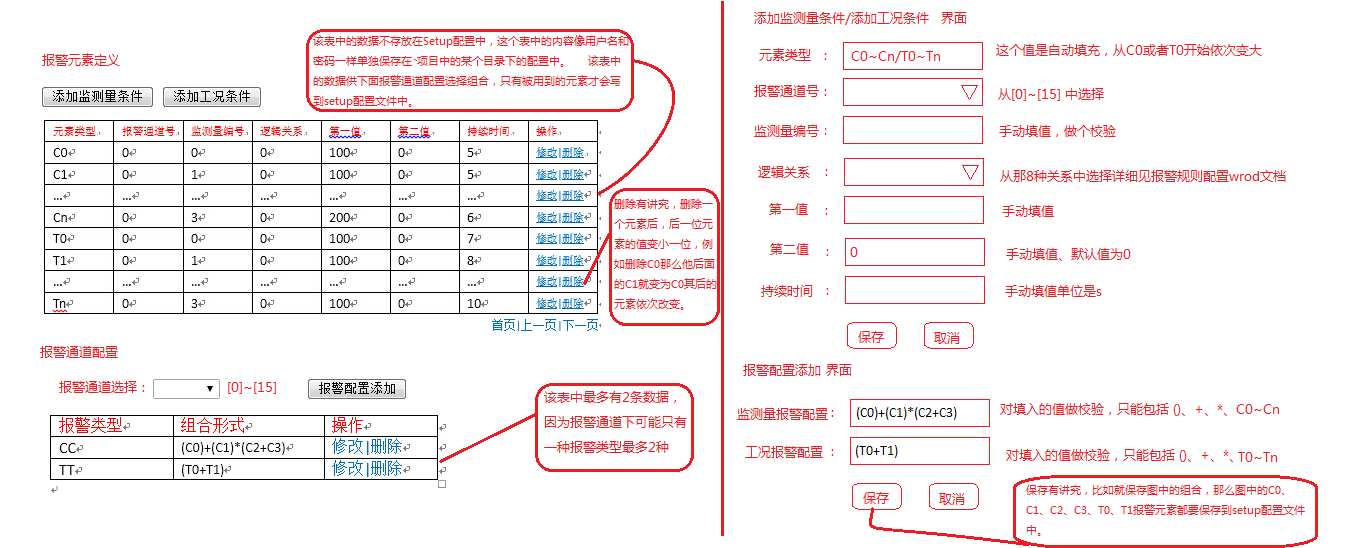 报警元素定义
添加监测量条件 添加工况条件
该表中的数据不存放在Setup配置中，这个表中的内容像用户名和
密码一样单独保存在`项目中的某个目录下的配置中。 该表中
的数据供下面报警通道配置选择组合，只有被用到的元素才会写
到setup配置文件中。
元素类型 报警通道号 监测量编号 逻辑关系 第一值 第二值 持续时间 操作
C0 0 0 0 100 0 5 修改|删除
C1 0 1 0 100 0 5 修改|删除
... ... ... ... ... ... ... 修改|删除
Cn 0 3 0 200 0 6 修改|删除
T0 0 0 0 100 0 7 修改|删除
T1 0 1 0 100 0 8 修改|删除
... ... ... ... ... ... ... 修改|删除
Tn 0 3 0 100 0 10 修改|删除
首页|上一页|下一页
删除有讲究，删除一
个元素后，后一位元
素的值变小一位，例
如删除C0那么他后面
的C1就变为C0其后的
元素依次改变。
报警通道配置
报警通道选择： [0]~[15] 报警配置添加
报警类型 组合形式 操作
CC (C0)+(C1)*(C2+C3) 修改|删除
TT (T0+T1) 修改|删除
该表中最多有2条数据，
因为报警通道下可能只有
一种报警类型最多2种
添加监测量条件/添加工况条件 界面
元素类型 ： C0~Cn/T0~Tn 这个值是自动填充，从C0或者T0开始依次变大
报警通道号： 从[0]~[15] 中选择
监测量编号： 手动填值，做个校验
逻辑关系 ： 从那8种关系中选择详细见报警规则配置wrod文档
第一值 ： 手动填值
第二值 ： 0 手动填值、默认值为0
持续时间 ： 手动填值单位是s
保存 取消
报警配置添加 界面
监测量报警配置： (C0)+(C1)*(C2+C3) 对填入的值做校验，只能包括 ()、+、*、C0~Cn
工况报警配置 ： (T0+T1) 对填入的值做校验，只能包括 ()、+、*、T0~Tn
保存 取消
保存有讲究，比如就保存图中的组合，那么图中的C0、
C1、C2、C3、T0、T1报警元素都要保存到setup配置文件
中。